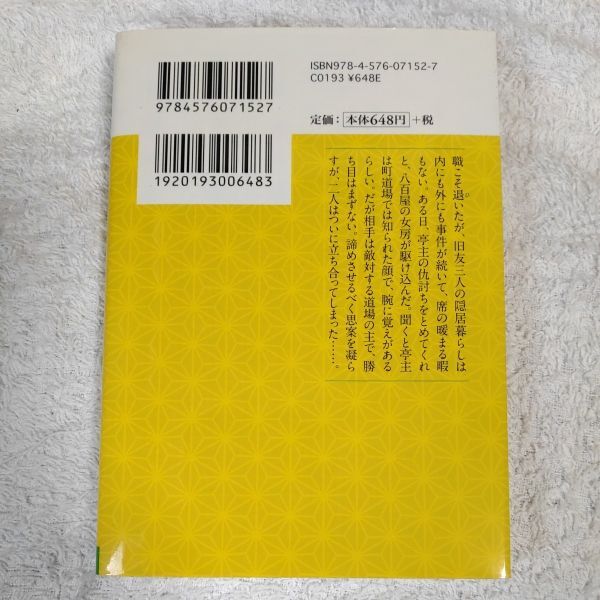 ISBN978-4-576-07152-7
C0193 ¥648E
9784576071527
定価：本体648円+税
1920193006483
職こそ退いたが、旧友三人の隠居暮らしは
内にも外にも事件が続いて、席の暖まる暇
もない。ある日、亭主の仇討ちをとめてくれ
と、八百屋の女房が駆け込んだ。聞くと亭主
は町道場では知られた顔で、腕に覚えがある
らしい。だが相手は敵対する道場の主で、勝
ち目はまずない。諦めさせるべく思案を凝ら
すが、二人はついに立ち合ってしまった……。